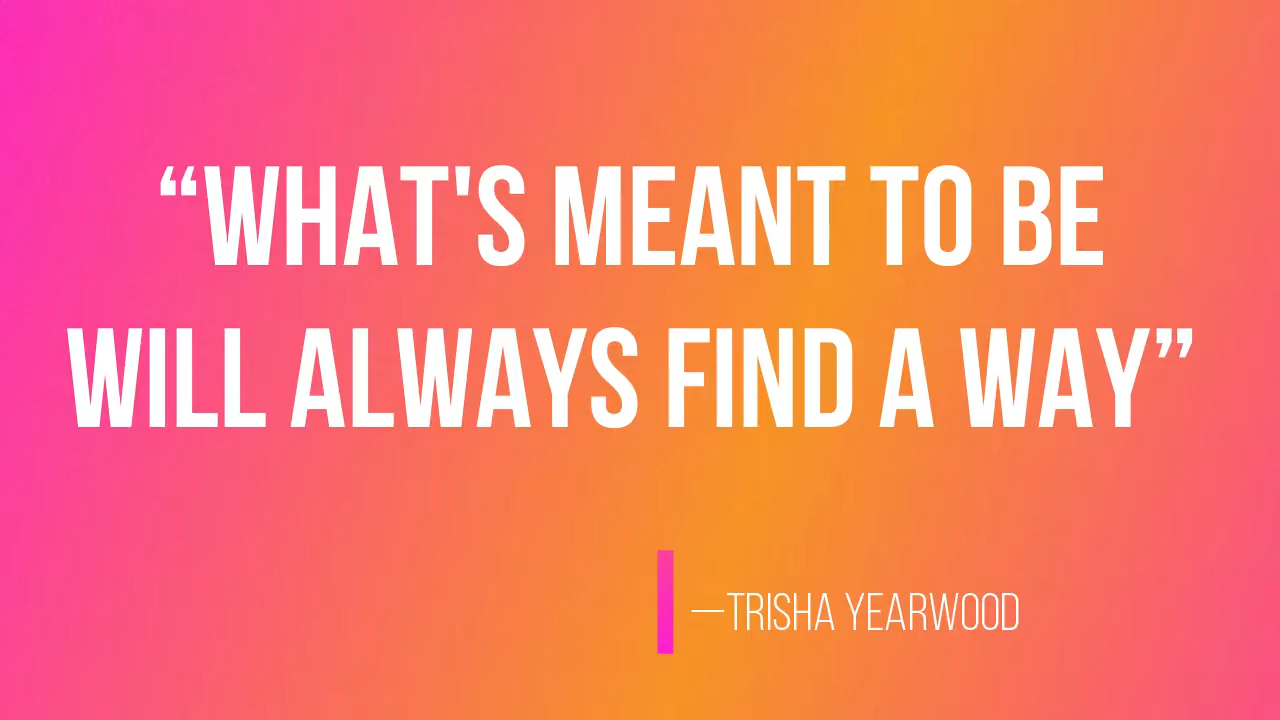 “WHAT'S MEANT TO BE
WILL ALWAYS FIND A WAY”
—TRISHA YEARWOOD